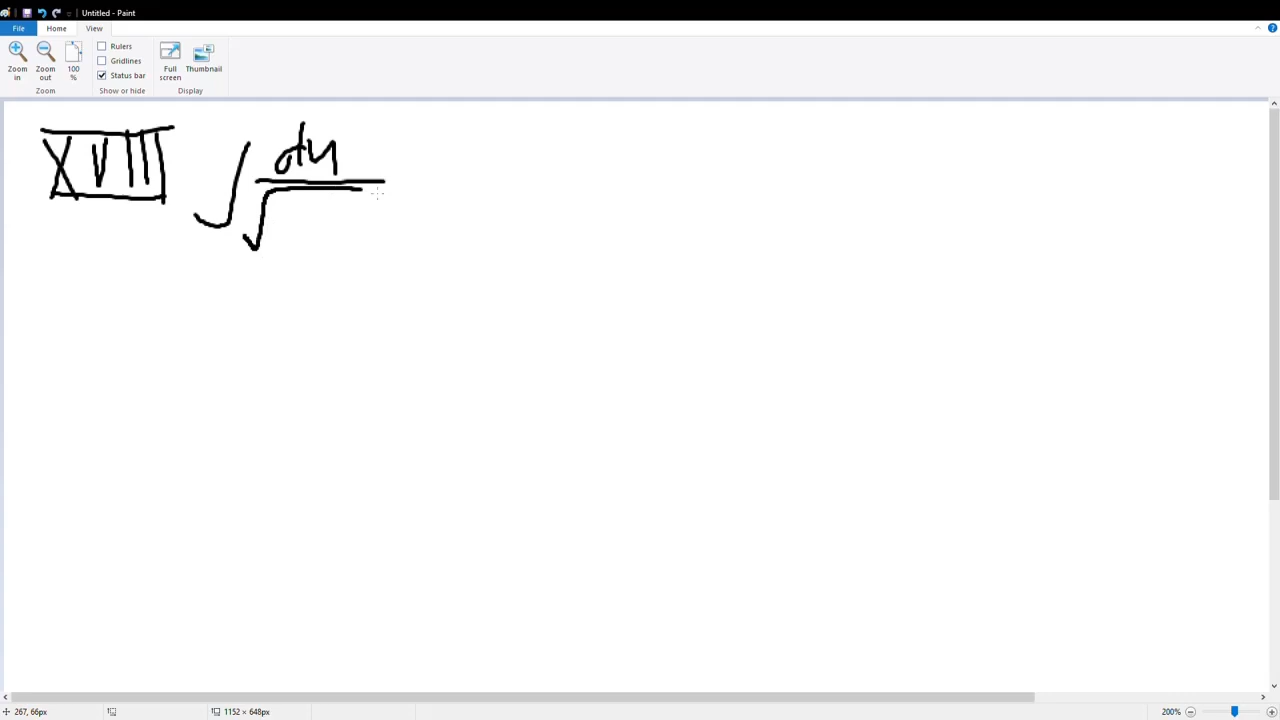 Untitled - Paint
File Home View
Zoom in
Zoom out
100 %
Rulers
Gridlines
Status bar
Full screen
Thumbnail
Zoom
Show or hide
Display
XVIII ∫ du
√
267, 66px
1152 × 648px
200%